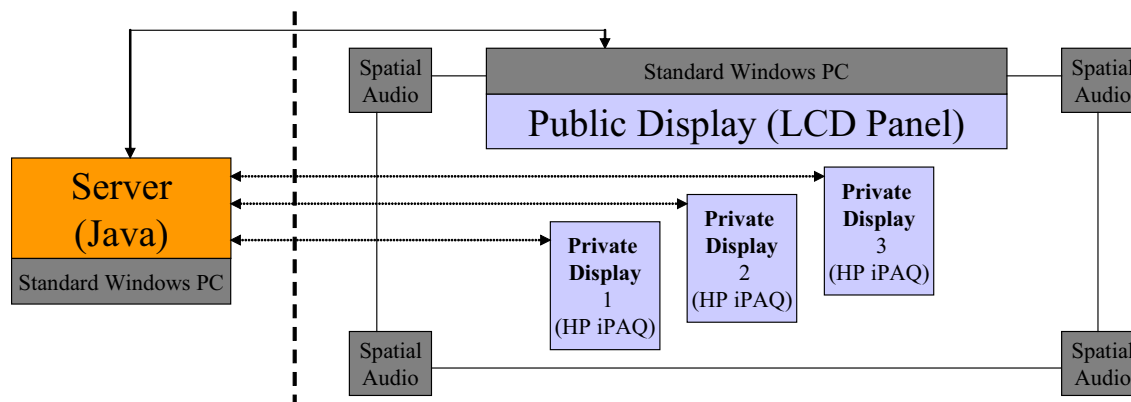 Spatial
Audio
Standard Windows PC
Public Display (LCD Panel)
Spatial
Audio
Server
(Java)
Standard Windows PC
Private
Display
1
(HP iPAQ)
Private
Display
2
(HP iPAQ)
Private
Display
3
(HP iPAQ)
Spatial
Audio
Spatial
Audio